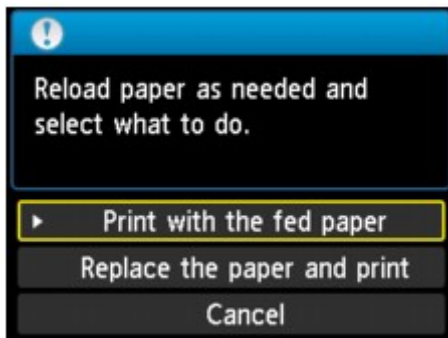 Reload paper as needed and
select what to do.
Print with the fed paper
Replace the paper and print
Cancel